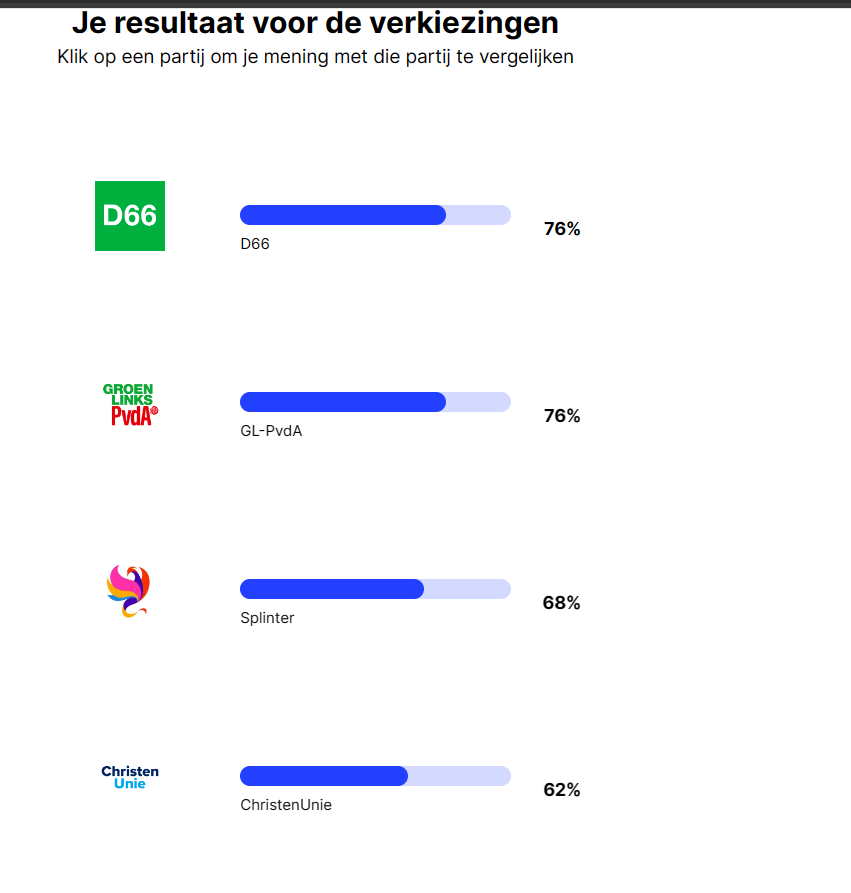 Je resultaat voor de verkiezingen
Klik op een partij om je mening met die partij te vergelijken
D66
76%
D66
GROEN
LINKS
PvdA
76%
GL-PvdA
68%
Splinter
Christen
Unie
62%
ChristenUnie